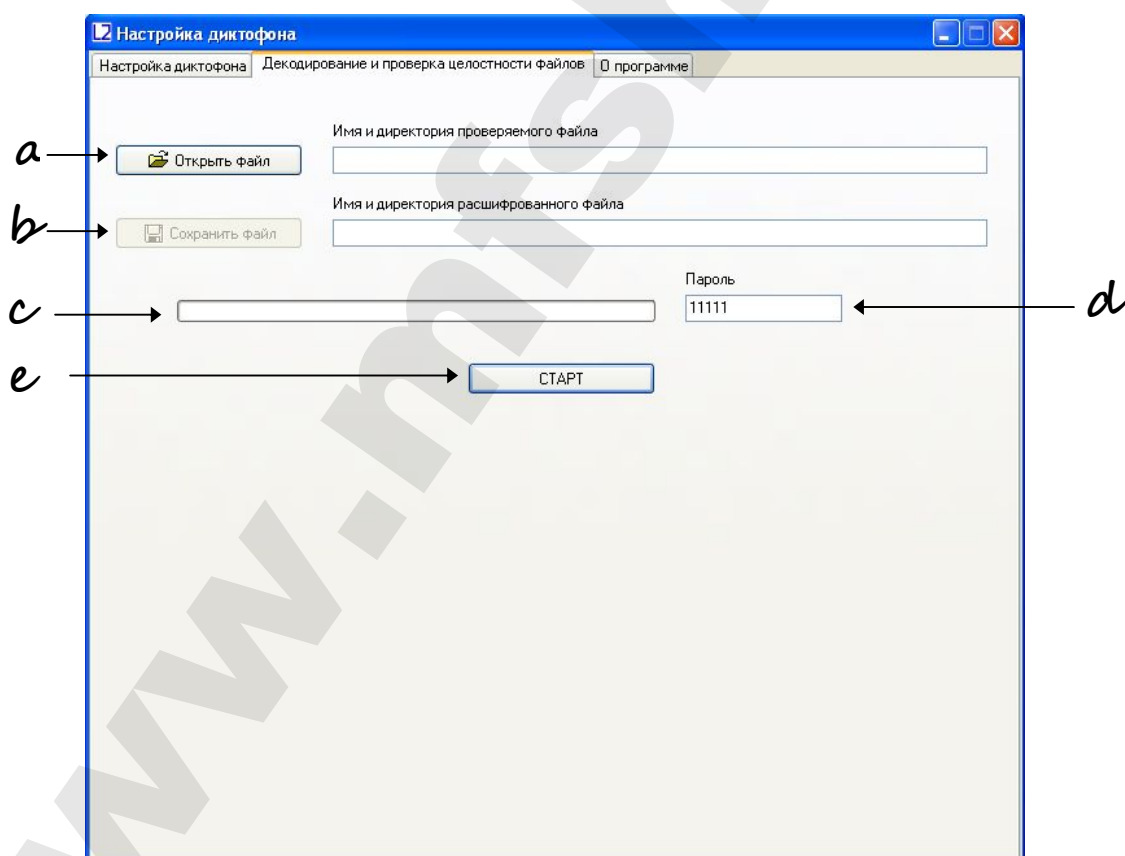 Настройка диктофона
Настройка диктофона Декодирование и проверка целостности файлов О программе
Имя и директория проверяемого файла
a Открыть файл
Имя и директория расшифрованного файла
b Сохранить файл
Пароль
c 11111 d
e СТАРТ
www.mfsh